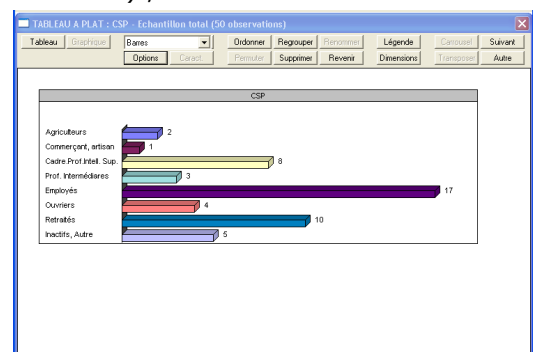 TABLEAU A PLAT : CSP - Echantillon total (50 observations)
Tableau Graphique Barres Ordonner Regrouper Renommer Légende Carousel Suivant
Options Caract. Permuter Supprimer Revenir Dimensions Transposer Autre
CSP
Agriculteurs 2
Commerçant, artisan 1
Cadre.Prof.Intell. Sup. 8
Prof. Intermédiares 3
Employés 17
Ouvriers 4
Retraités 10
Inactifs, Autre 5